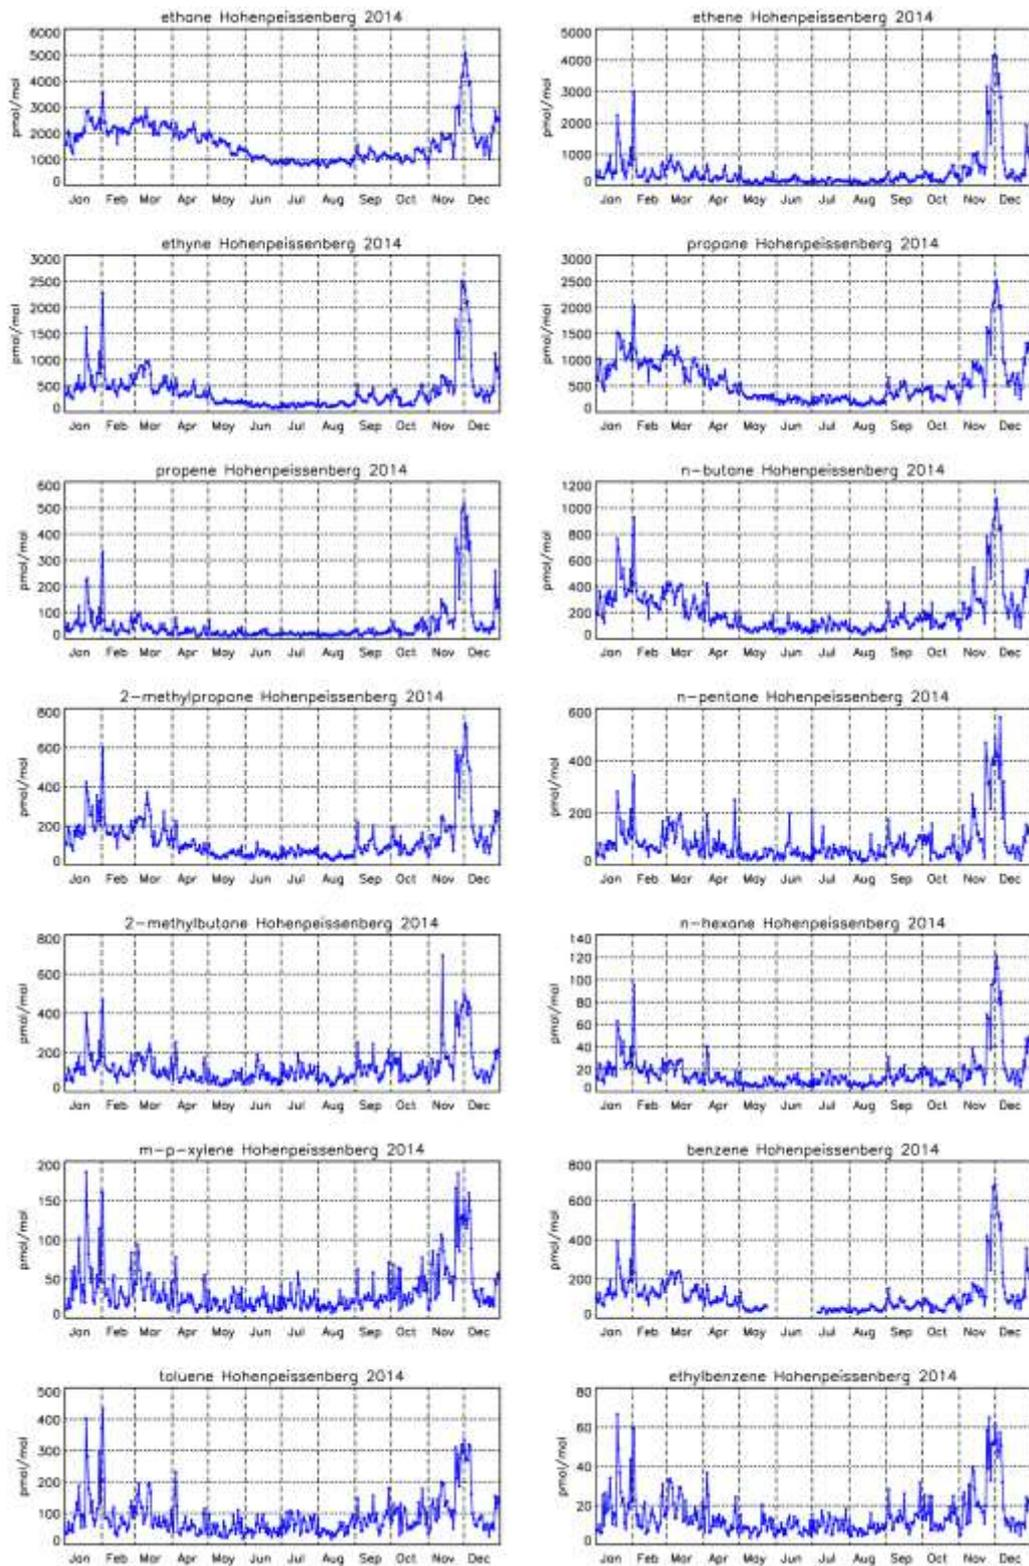 ethane Hohenpeissenberg 2014
6000
5000
4000
3000
2000
1000
0
pmol/mol
Jan Feb Mar Apr May Jun Jul Aug Sep Oct Nov Dec
ethene Hohenpeissenberg 2014
5000
4000
3000
2000
1000
0
pmol/mol
Jan Feb Mar Apr May Jun Jul Aug Sep Oct Nov Dec
ethyne Hohenpeissenberg 2014
3000
2500
2000
1500
1000
500
0
pmol/mol
Jan Feb Mar Apr May Jun Jul Aug Sep Oct Nov Dec
propane Hohenpeissenberg 2014
3000
2500
2000
1500
1000
500
0
pmol/mol
Jan Feb Mar Apr May Jun Jul Aug Sep Oct Nov Dec
propene Hohenpeissenberg 2014
600
500
400
300
200
100
0
pmol/mol
Jan Feb Mar Apr May Jun Jul Aug Sep Oct Nov Dec
n-butane Hohenpeissenberg 2014
1200
1000
800
600
400
200
0
pmol/mol
Jan Feb Mar Apr May Jun Jul Aug Sep Oct Nov Dec
2-methylpropane Hohenpeissenberg 2014
800
600
400
200
0
pmol/mol
Jan Feb Mar Apr May Jun Jul Aug Sep Oct Nov Dec
n-pentane Hohenpeissenberg 2014
600
400
200
0
pmol/mol
Jan Feb Mar Apr May Jun Jul Aug Sep Oct Nov Dec
2-methylbutane Hohenpeissenberg 2014
800
600
400
200
0
pmol/mol
Jan Feb Mar Apr May Jun Jul Aug Sep Oct Nov Dec
n-hexane Hohenpeissenberg 2014
140
120
100
80
60
40
20
0
pmol/mol
Jan Feb Mar Apr May Jun Jul Aug Sep Oct Nov Dec
m-p-xylene Hohenpeissenberg 2014
200
150
100
50
0
pmol/mol
Jan Feb Mar Apr May Jun Jul Aug Sep Oct Nov Dec
benzene Hohenpeissenberg 2014
800
600
400
200
0
pmol/mol
Jan Feb Mar Apr May Jun Jul Aug Sep Oct Nov Dec
toluene Hohenpeissenberg 2014
500
400
300
200
100
0
pmol/mol
Jan Feb Mar Apr May Jun Jul Aug Sep Oct Nov Dec
ethylbenzene Hohenpeissenberg 2014
80
60
40
20
0
pmol/mol
Jan Feb Mar Apr May Jun Jul Aug Sep Oct Nov Dec